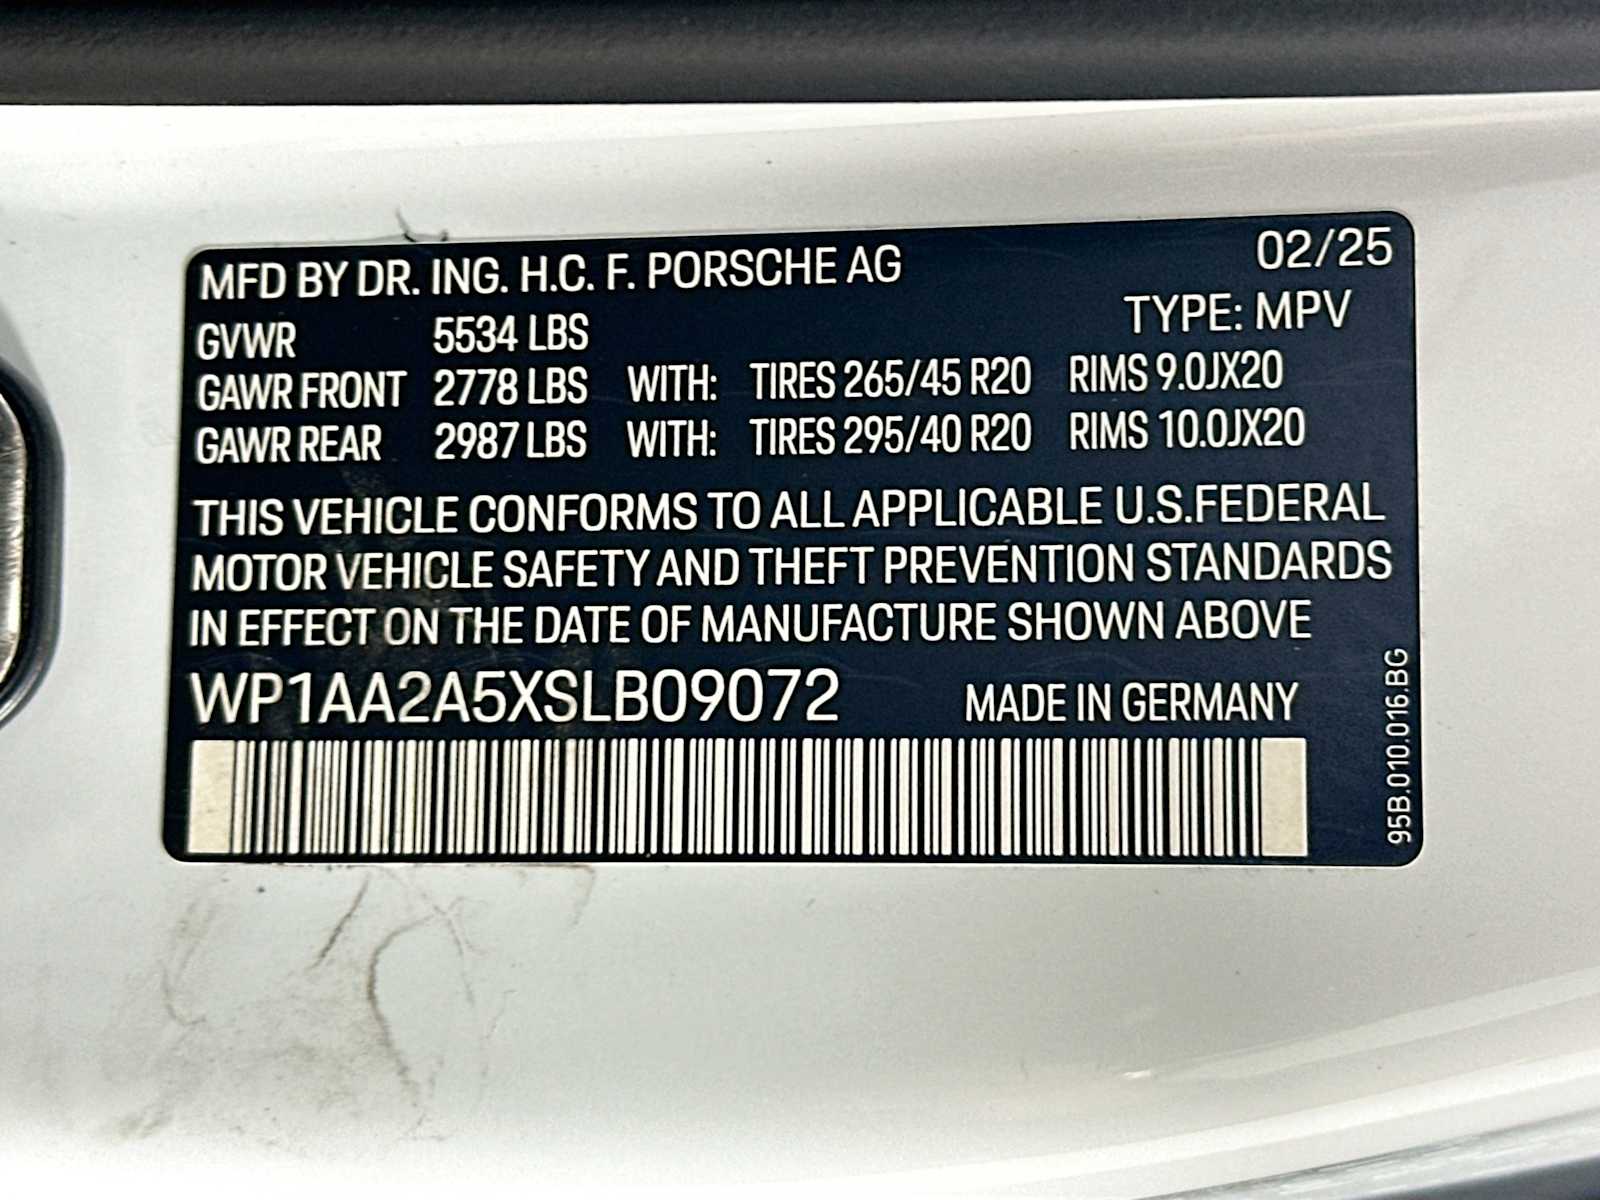 MFD BY DR. ING. H.C. F. PORSCHE AG 02/25
TYPE: MPV
GVWR 5534 LBS
GAWR FRONT 2778 LBS WITH: TIRES 265/45 R20 RIMS 9.0JX20
GAWR REAR 2987 LBS WITH: TIRES 295/40 R20 RIMS 10.0JX20
THIS VEHICLE CONFORMS TO ALL APPLICABLE U.S.FEDERAL
MOTOR VEHICLE SAFETY AND THEFT PREVENTION STANDARDS
IN EFFECT ON THE DATE OF MANUFACTURE SHOWN ABOVE
WP1AA2A5XSLB09072 MADE IN GERMANY
95B.010.016.BG